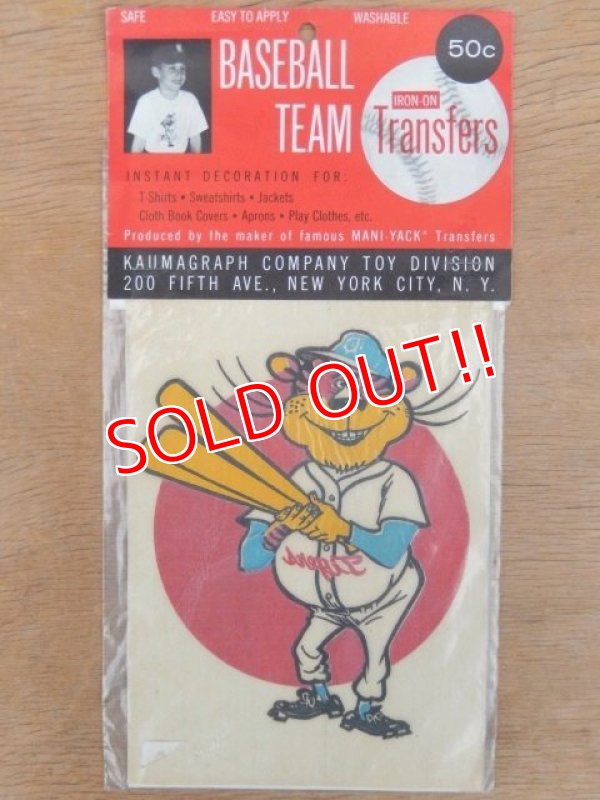 SAFE EASY TO APPLY WASHABLE
50c
BASEBALL
TEAM
IRON-ON
Transfers
INSTANT DECORATION FOR:
T Shirts • Sweatshirts • Jackets
Cloth Book Covers • Aprons • Play Clothes, etc.
Produced by the maker of famous MANI-YACK® Transfers
KAUMAGRAPH COMPANY TOY DIVISION
200 FIFTH AVE., NEW YORK CITY, N. Y.
SOLD OUT!!
Tigers